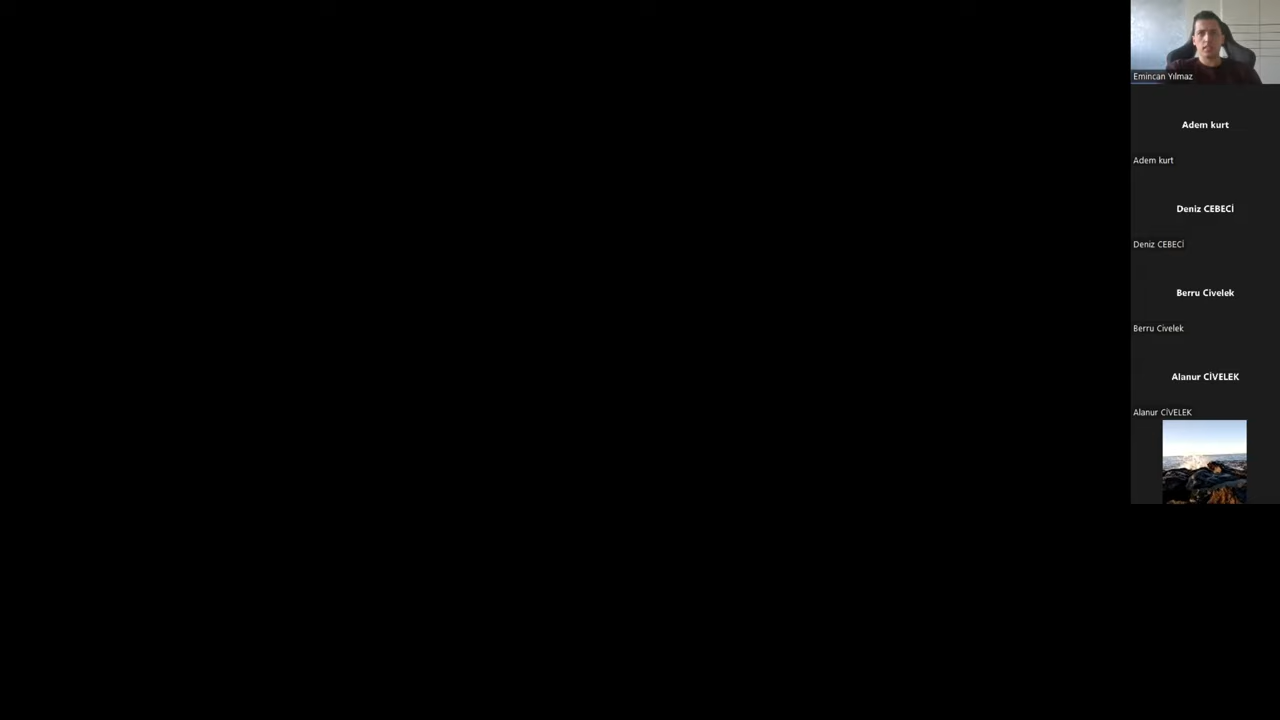 Emincan Yılmaz
Adem kurt
Adem kurt
Deniz CEBECİ
Deniz CEBECİ
Berru Civelek
Berru Civelek
Alanur CİVELEK
Alanur CİVELEK